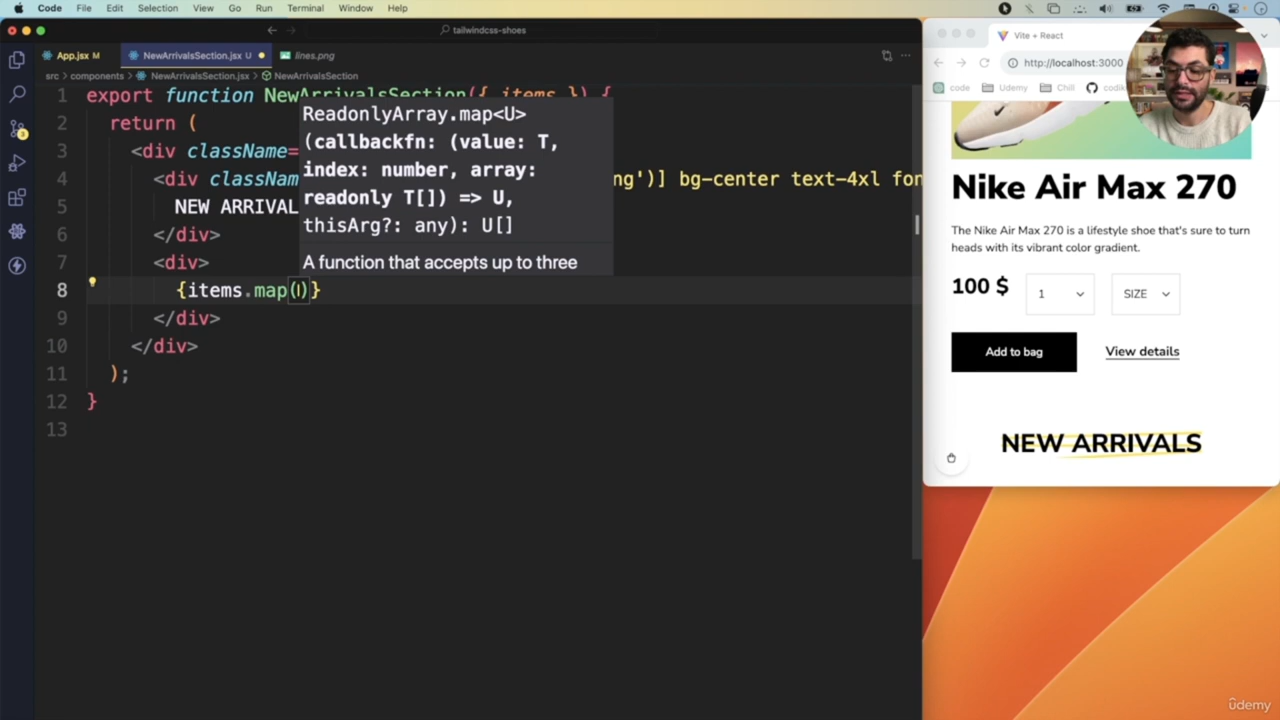 Code File Edit Selection View Go Run Terminal Window Help
tailwindcss-shoes
App.jsx M NewArrivalsSection.jsx U lines.png
src > components > NewArrivalsSection.jsx > NewArrivalsSection
1 export function NewArrivalsSection({ items }) {
2 return (
3 <div className=
4 <div classNam ng')] bg-center text-4xl fon
5 NEW ARRIVAL
6 </div>
7 <div>
8 {items.map()}
9 </div>
10 </div>
11 );
12 }
13
ReadonlyArray.map<U>
(callbackfn: (value: T,
index: number, array:
readonly T[]) => U,
thisArg?: any): U[]
A function that accepts up to three
Vite + React
http://localhost:3000
code Udemy Chill
Nike Air Max 270
The Nike Air Max 270 is a lifestyle shoe that's sure to turn
heads with its vibrant color gradient.
100 $ 1 SIZE
Add to bag View details
NEW ARRIVALS
udemy